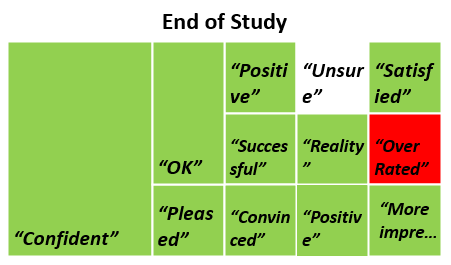 End of Study
“Confident”
“OK”
“Pleas
ed”
“Positi
ve”
“Succes
sful”
“Convin
ced”
“Unsur
e”
“Reality
”
“Positiv
e”
“Satisf
ied”
“Over
Rated”
“More
impre...